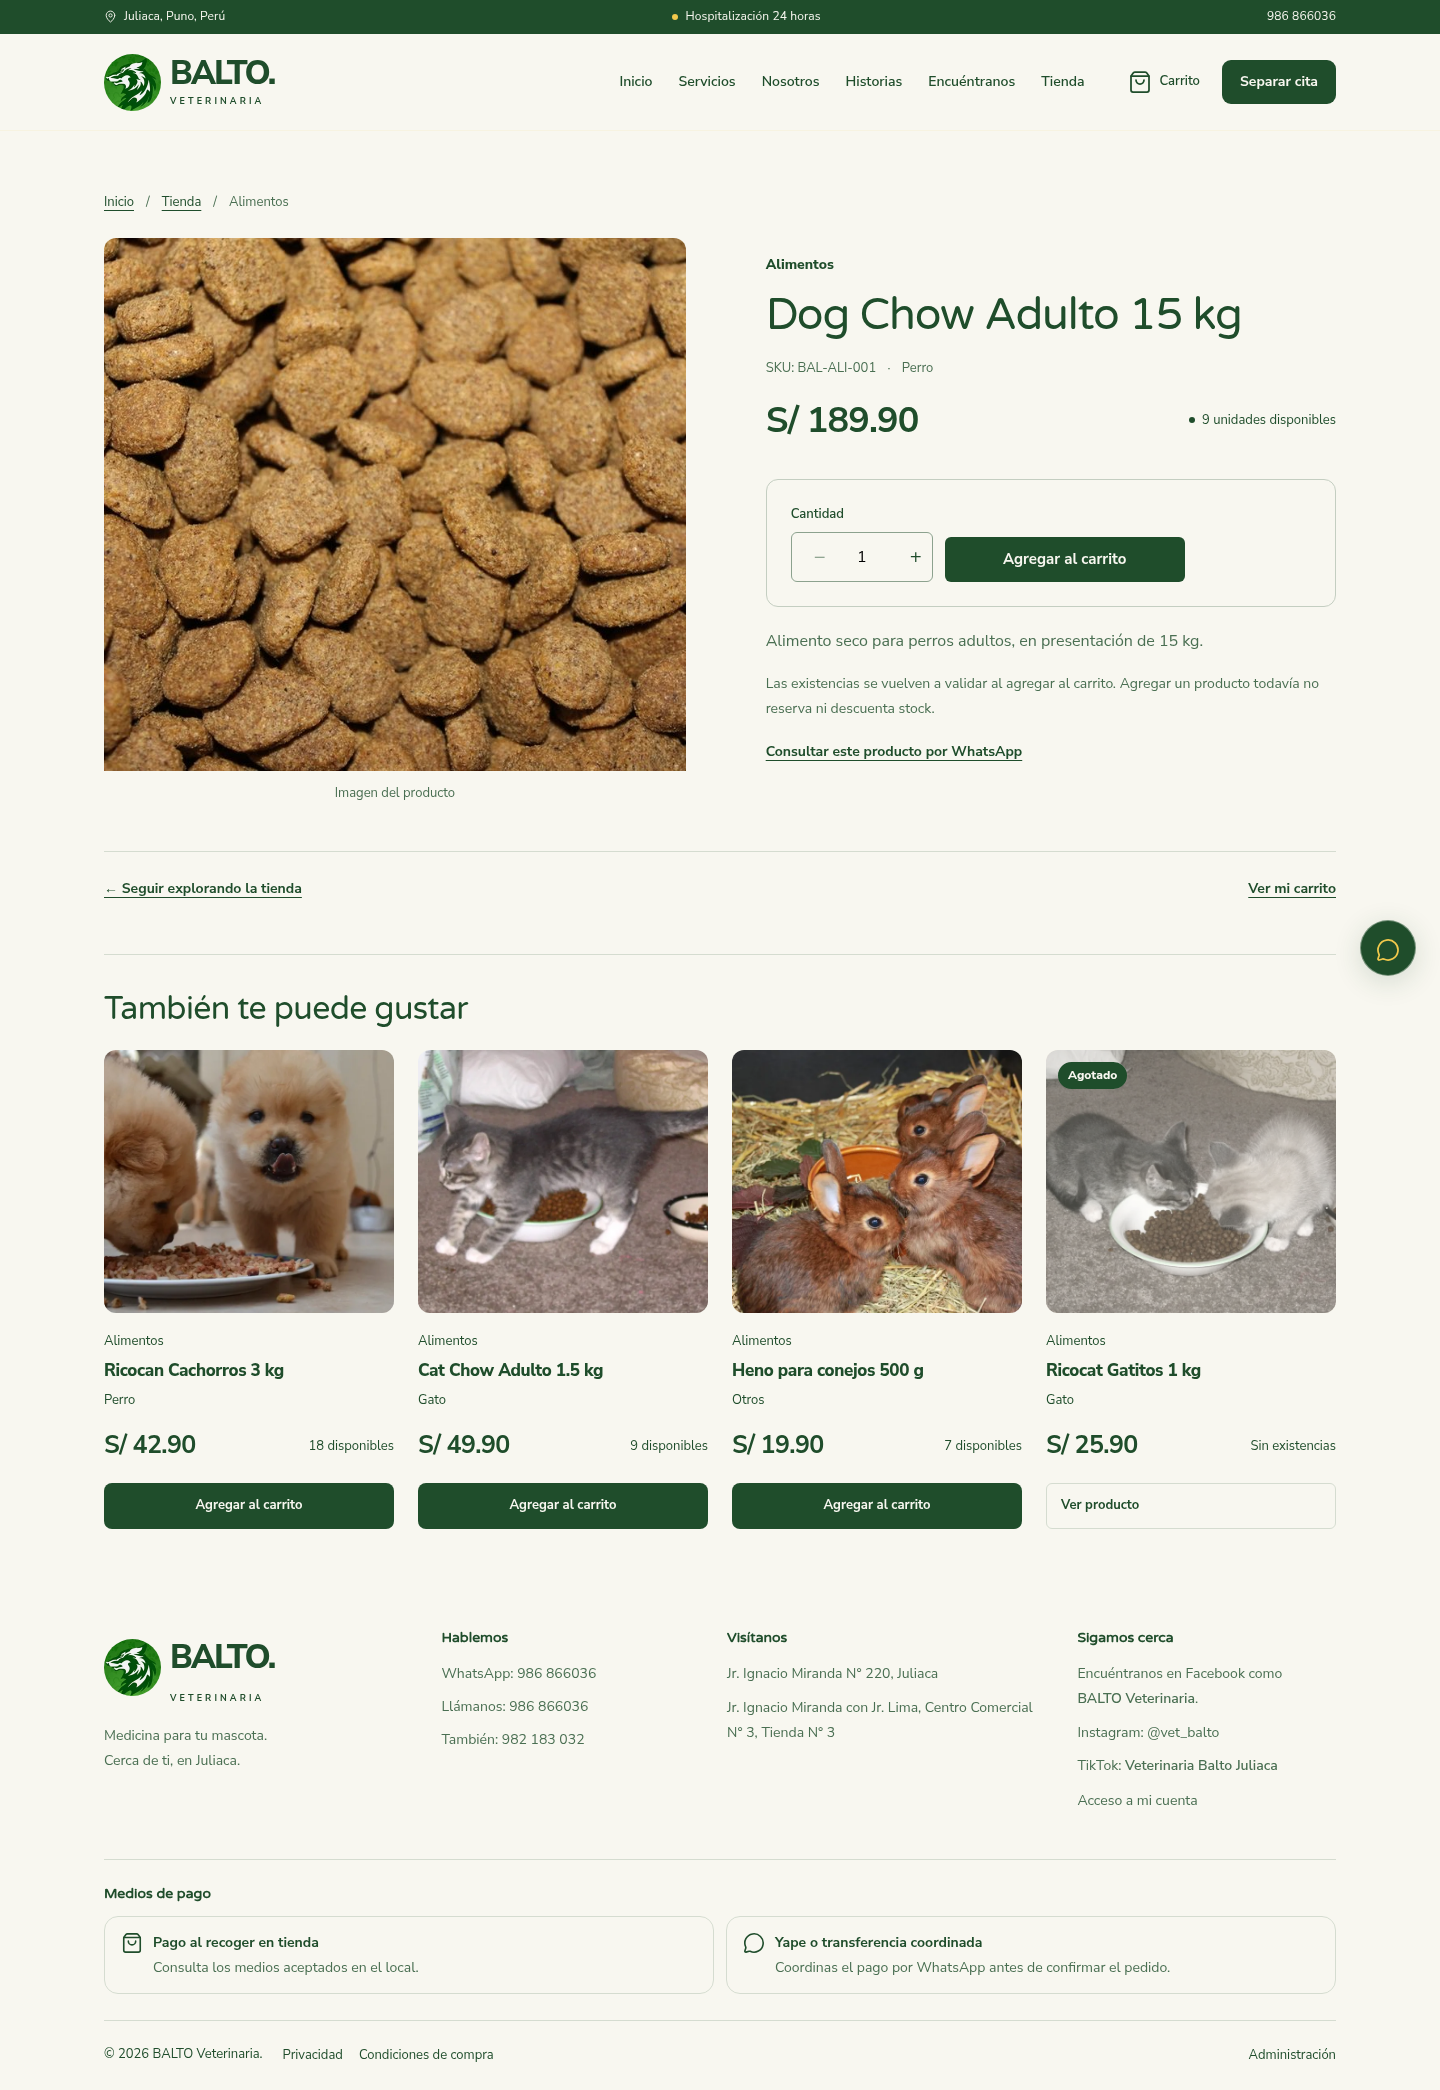 Juliaca, Puno, Perú
Hospitalización 24 horas
986 866036
BALTO.
VETERINARIA
Inicio
Servicios
Nosotros
Historias
Encuéntranos
Tienda
Carrito
Separar cita
Inicio / Tienda / Alimentos
Alimentos
Dog Chow Adulto 15 kg
SKU: BAL-ALI-001 · Perro
S/ 189.90
9 unidades disponibles
Cantidad
− 1 +
Agregar al carrito
Alimento seco para perros adultos, en presentación de 15 kg.
Las existencias se vuelven a validar al agregar al carrito. Agregar un producto todavía no
reserva ni descuenta stock.
Consultar este producto por WhatsApp
Imagen del producto
← Seguir explorando la tienda
Ver mi carrito
También te puede gustar
Alimentos
Ricocan Cachorros 3 kg
Perro
S/ 42.90
18 disponibles
Agregar al carrito
Alimentos
Cat Chow Adulto 1.5 kg
Gato
S/ 49.90
9 disponibles
Agregar al carrito
Alimentos
Heno para conejos 500 g
Otros
S/ 19.90
7 disponibles
Agregar al carrito
Agotado
Alimentos
Ricocat Gatitos 1 kg
Gato
S/ 25.90
Sin existencias
Ver producto
BALTO.
VETERINARIA
Medicina para tu mascota.
Cerca de ti, en Juliaca.
Hablemos
WhatsApp: 986 866036
Llámanos: 986 866036
También: 982 183 032
Visítanos
Jr. Ignacio Miranda N° 220, Juliaca
Jr. Ignacio Miranda con Jr. Lima, Centro Comercial
N° 3, Tienda N° 3
Sigamos cerca
Encuéntranos en Facebook como
BALTO Veterinaria.
Instagram: @vet_balto
TikTok: Veterinaria Balto Juliaca
Acceso a mi cuenta
Medios de pago
Pago al recoger en tienda
Consulta los medios aceptados en el local.
Yape o transferencia coordinada
Coordinas el pago por WhatsApp antes de confirmar el pedido.
© 2026 BALTO Veterinaria.
Privacidad
Condiciones de compra
Administración